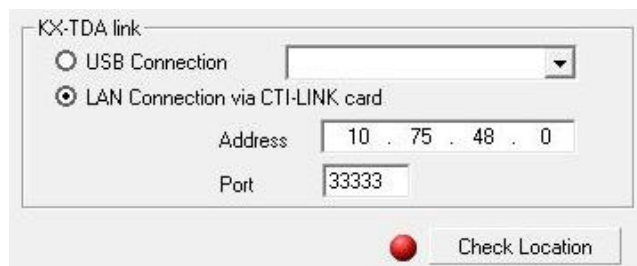 KX-TDA link
USB Connection
LAN Connection via CTI-LINK card
Address 10 . 75 . 48 . 0
Port 33333
Check Location